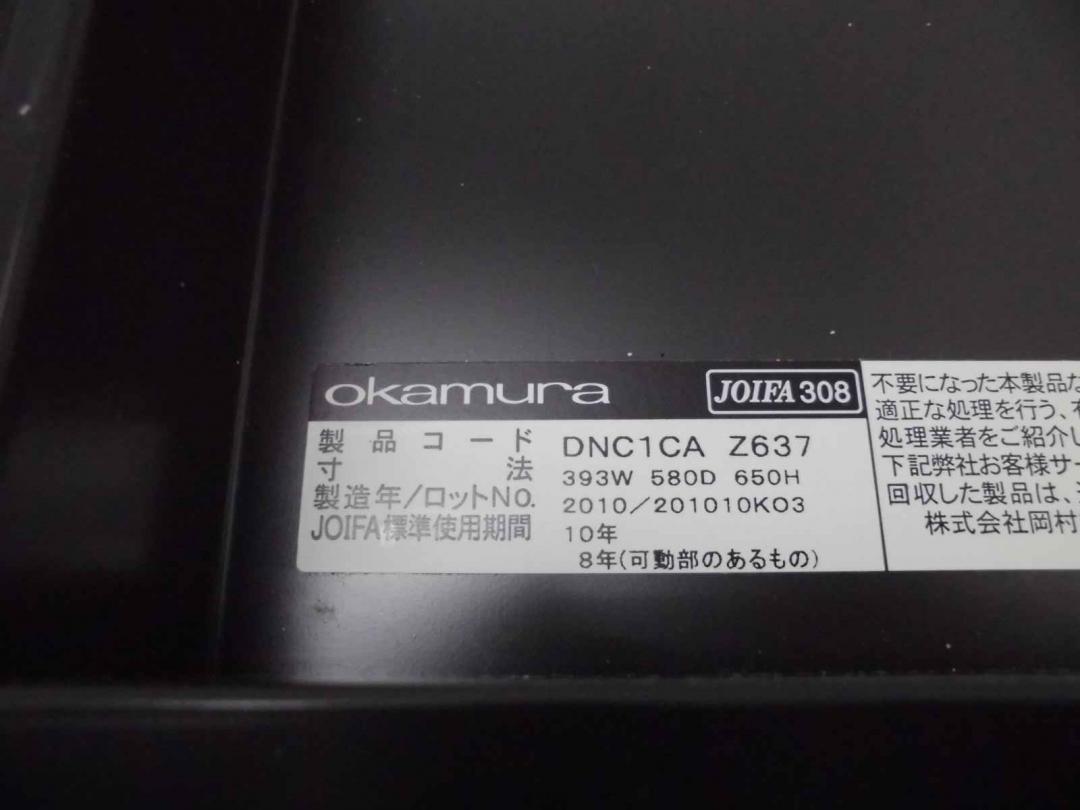 okamura JOIFA 308
製品コード DNC1CA Z637
寸法 393W 580D 650H
製造年/ロットNo. 2010/201010K03
JOIFA標準使用期間 10年
8年(可動部のあるもの)
不要になった本製品な
適正な処理を行う、
処理業者をご紹介し
下記弊社お客様サー
回収した製品は、
株式会社岡村